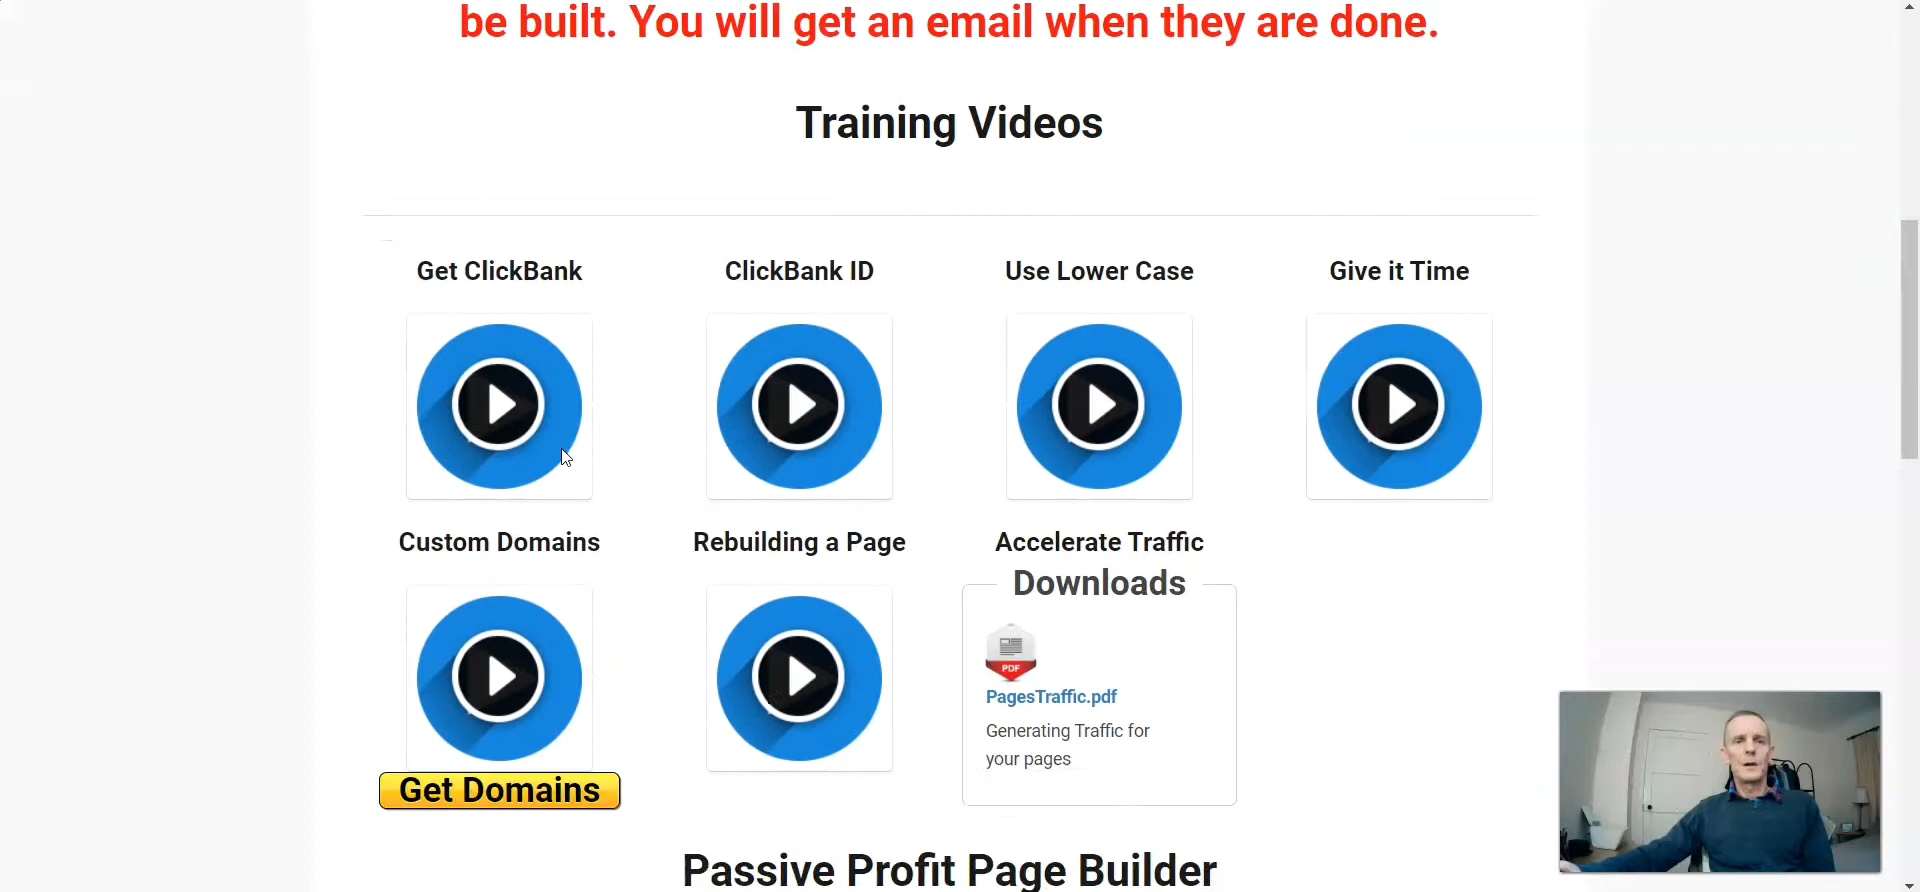 be built. You will get an email when they are done.
Training Videos
Get ClickBank
ClickBank ID
Use Lower Case
Give it Time
Custom Domains
Rebuilding a Page
Accelerate Traffic
Downloads
PDF
PagesTraffic.pdf
Generating Traffic for
your pages
Get Domains
Passive Profit Page Builder